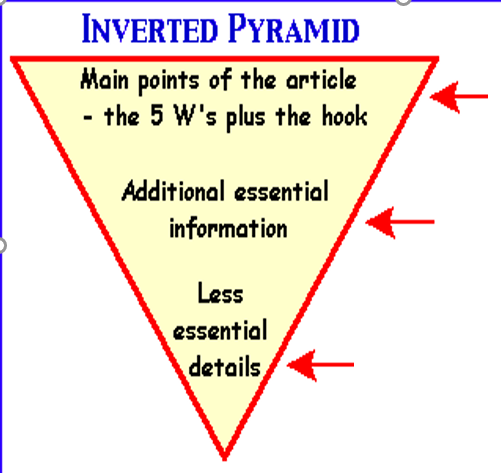 INVERTED PYRAMID
Main points of the article
- the 5 W's plus the hook
Additional essential
information
Less
essential
details